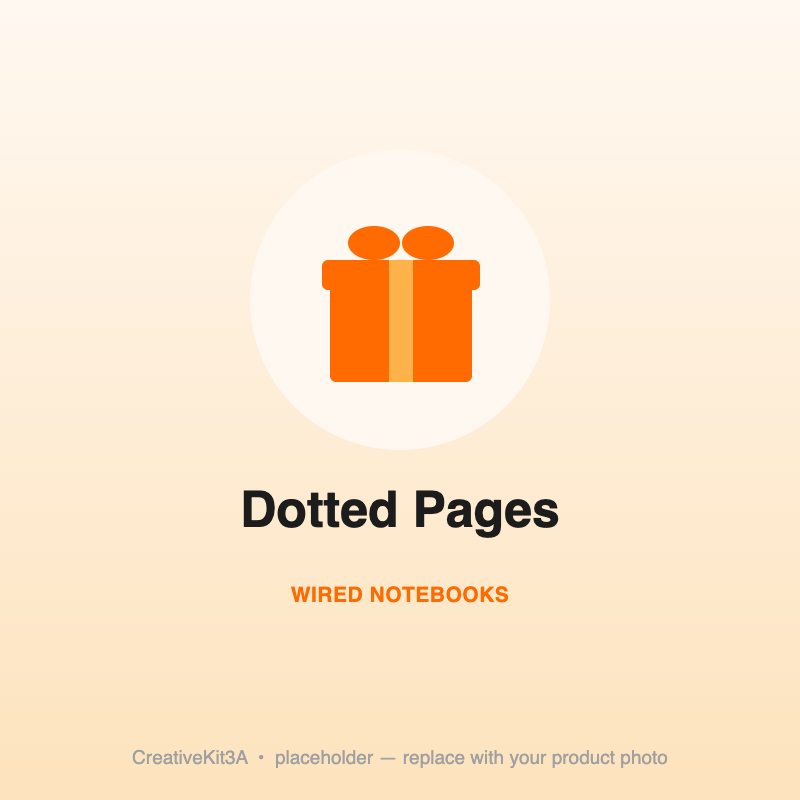 Dotted Pages
WIRED NOTEBOOKS
CreativeKit3A • placeholder — replace with your product photo